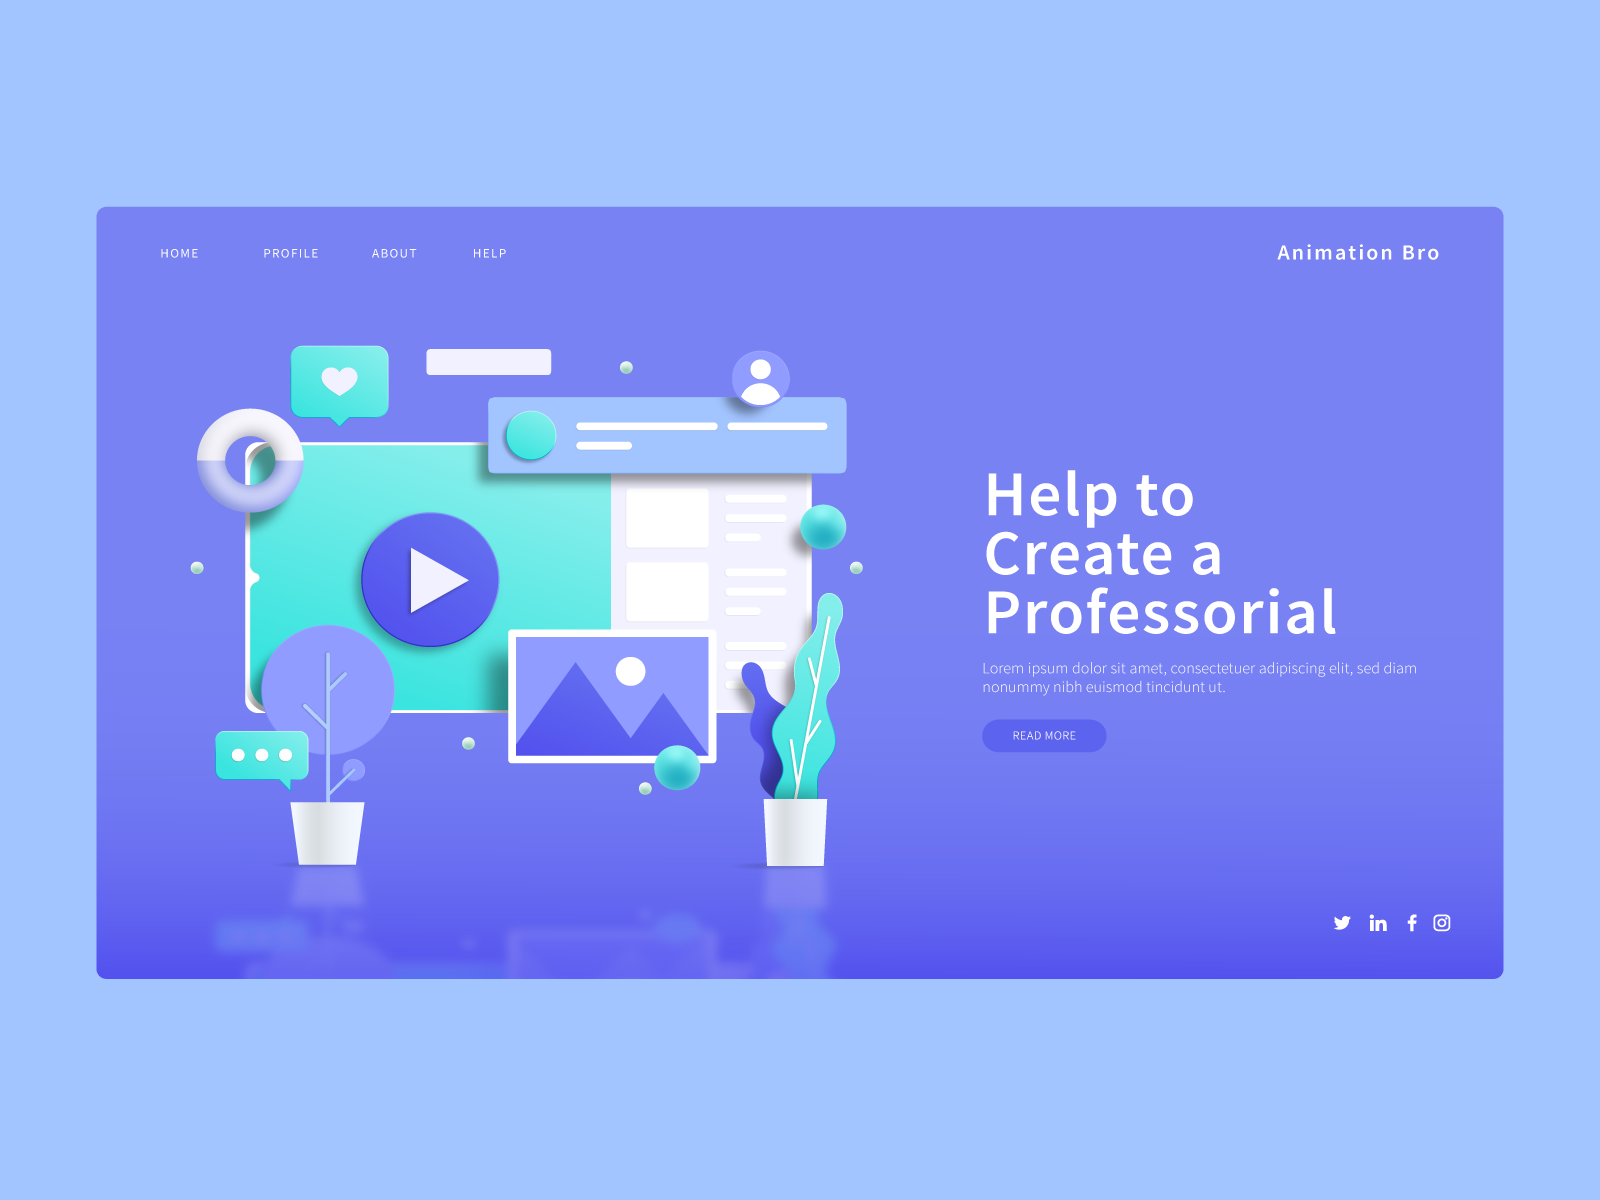 HOME PROFILE ABOUT HELP
Animation Bro
Help to
Create a
Professorial
Lorem ipsum dolor sit amet, consectetuer adipiscing elit, sed diam
nonummy nibh euismod tincidunt ut.
READ MORE